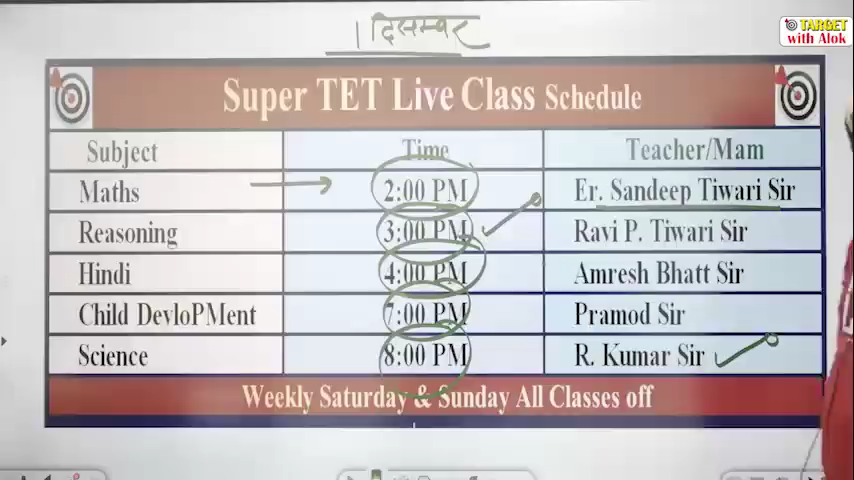 1 दिसम्बर
TARGET
with Alok
Super TET Live Class Schedule
Subject Time Teacher/Mam
Maths 2:00 PM Er. Sandeep Tiwari Sir
Reasoning 3:00 PM Ravi P. Tiwari Sir
Hindi 4:00 PM Amresh Bhatt Sir
Child DevloPMent 7:00 PM Pramod Sir
Science 8:00 PM R. Kumar Sir
Weekly Saturday & Sunday All Classes off